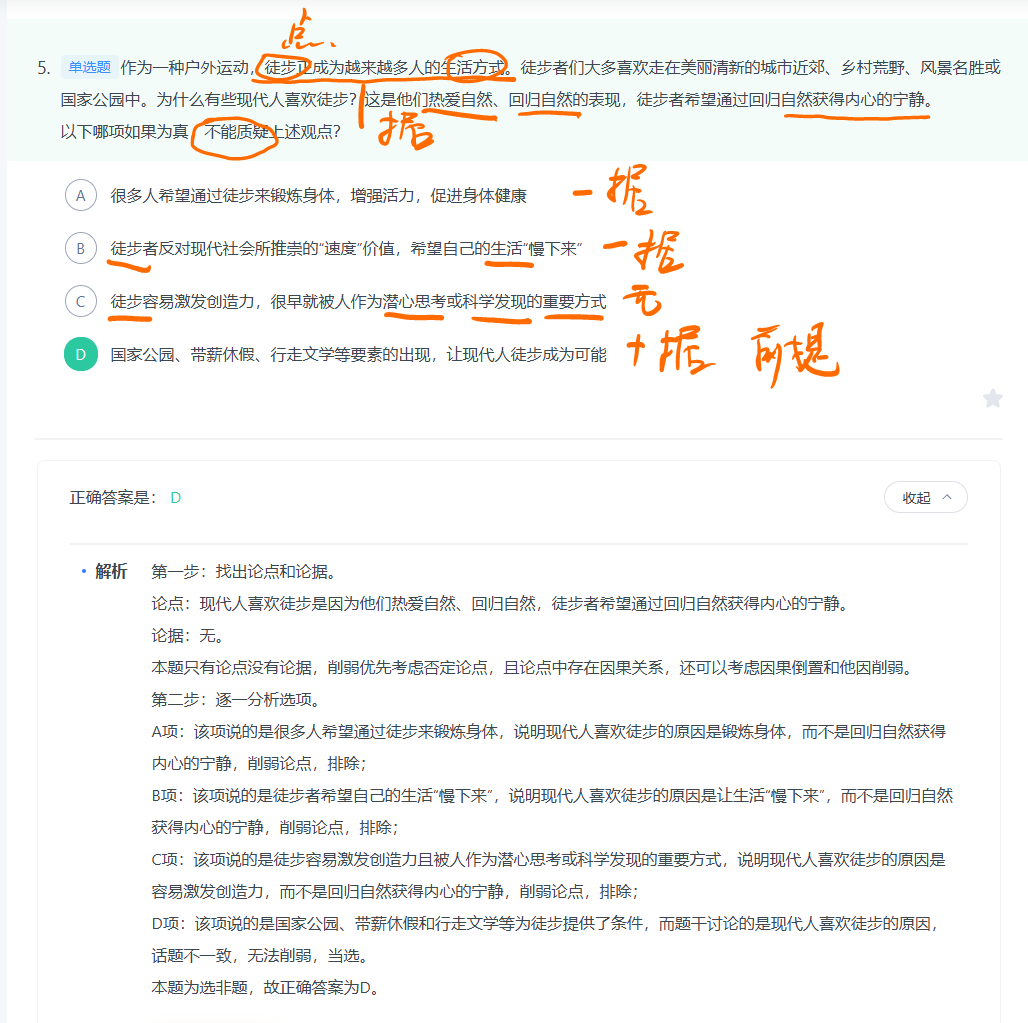 点
5. 单选题 作为一种户外运动，徒步正成为越来越多人的生活方式。徒步者们大多喜欢走在美丽清新的城市近郊、乡村荒野、风景名胜或
国家公园中。为什么有些现代人喜欢徒步？这是他们热爱自然、回归自然的表现，徒步者希望通过回归自然获得内心的宁静。
据
以下哪项如果为真，不能质疑上述观点？
A 很多人希望通过徒步来锻炼身体，增强活力，促进身体健康 - 据
B 徒步者反对现代社会所推崇的“速度”价值，希望自己的生活“慢下来” - 据
C 徒步容易激发创造力，很早就被人作为潜心思考或科学发现的重要方式 无
D 国家公园、带薪休假、行走文学等要素的出现，让现代人徒步成为可能 + 据 前提
正确答案是： D 收起
解析 第一步：找出论点和论据。
论点：现代人喜欢徒步是因为他们热爱自然、回归自然，徒步者希望通过回归自然获得内心的宁静。
论据：无。
本题只有论点没有论据，削弱优先考虑否定论点，且论点中存在因果关系，还可以考虑因果倒置和他因削弱。
第二步：逐一分析选项。
A项：该项说的是很多人希望通过徒步来锻炼身体，说明现代人喜欢徒步的原因是锻炼身体，而不是回归自然获得
内心的宁静，削弱论点，排除；
B项：该项说的是徒步者希望自己的生活“慢下来”，说明现代人喜欢徒步的原因是让生活“慢下来”，而不是回归自然
获得内心的宁静，削弱论点，排除；
C项：该项说的是徒步容易激发创造力且被人作为潜心思考或科学发现的重要方式，说明现代人喜欢徒步的原因是
容易激发创造力，而不是回归自然获得内心的宁静，削弱论点，排除；
D项：该项说的是国家公园、带薪休假和行走文学等为徒步提供了条件，而题干讨论的是现代人喜欢徒步的原因，
话题不一致，无法削弱，当选。
本题为选非题，故正确答案为D。